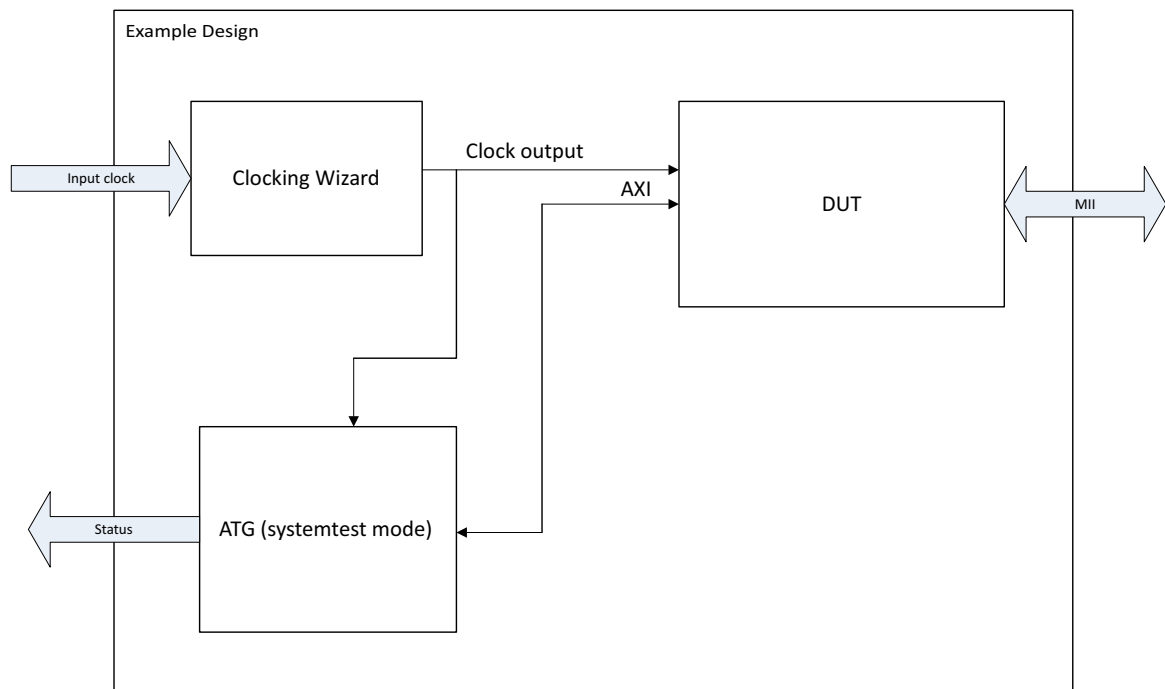 Example Design
Input clock
Clocking Wizard
Clock output
AXI
DUT
MII
Status
ATG (systemtest mode)